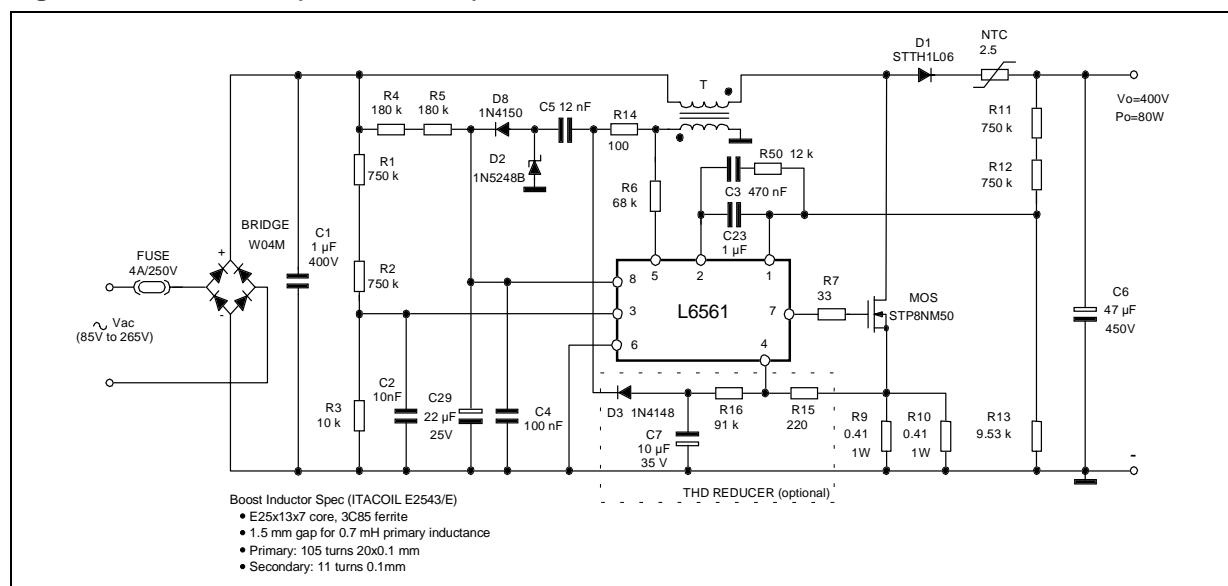 D1
STTH1L06
NTC
2.5
T
R4
180 k
R5
180 k
D8
1N4150
C5 12 nF
R14
100
Vo=400V
Po=80W
R11
750 k
R50 12 k
D2
1N5248B
R1
750 k
R12
750 k
R6
68 k
C3 470 nF
C23
1 µF
BRIDGE
W04M
C1
1 µF
400V
FUSE
4A/250V
+
-
5
2
1
R2
750 k
8
3
6
L6561
7
4
R7
33
MOS
STP8NM50
C6
47 µF
450V
~ Vac
(85V to 265V)
C2
10nF
C29
22 µF
25V
C4
100 nF
D3
1N4148
R16
91 k
R15
220
R3
10 k
C7
10 µF
35 V
R9
0.41
1W
R10
0.41
1W
R13
9.53 k
-
THD REDUCER (optional)
Boost Inductor Spec (ITACOIL E2543/E)
• E25x13x7 core, 3C85 ferrite
• 1.5 mm gap for 0.7 mH primary inductance
• Primary: 105 turns 20x0.1 mm
• Secondary: 11 turns 0.1mm